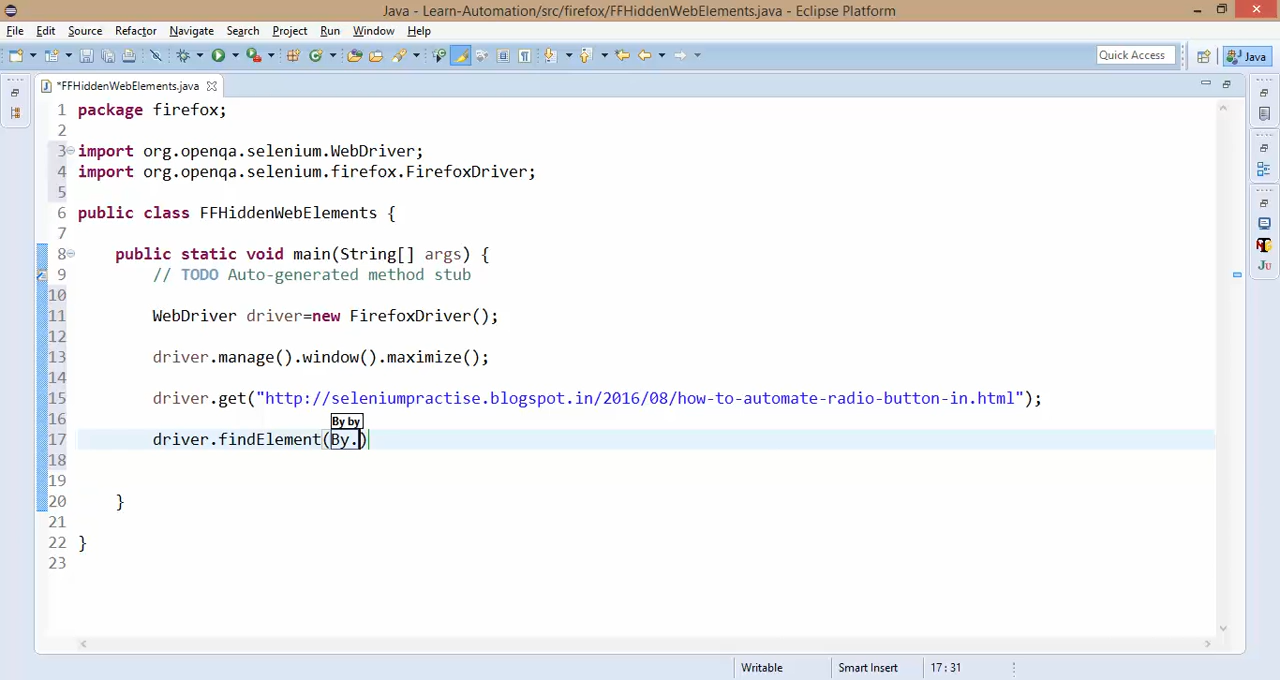 Java - Learn-Automation/src/firefox/FFHiddenWebElements.java - Eclipse Platform
File Edit Source Refactor Navigate Search Project Run Window Help
Quick Access Java
*FFHiddenWebElements.java
1 package firefox;
2
3 import org.openqa.selenium.WebDriver;
4 import org.openqa.selenium.firefox.FirefoxDriver;
5
6 public class FFHiddenWebElements {
7
8 public static void main(String[] args) {
9 // TODO Auto-generated method stub
10
11 WebDriver driver=new FirefoxDriver();
12
13 driver.manage().window().maximize();
14
15 driver.get("http://seleniumpractise.blogspot.in/2016/08/how-to-automate-radio-button-in.html");
16
By by
17 driver.findElement(By.)
18
19
20 }
21
22 }
23
Writable Smart Insert 17 : 31